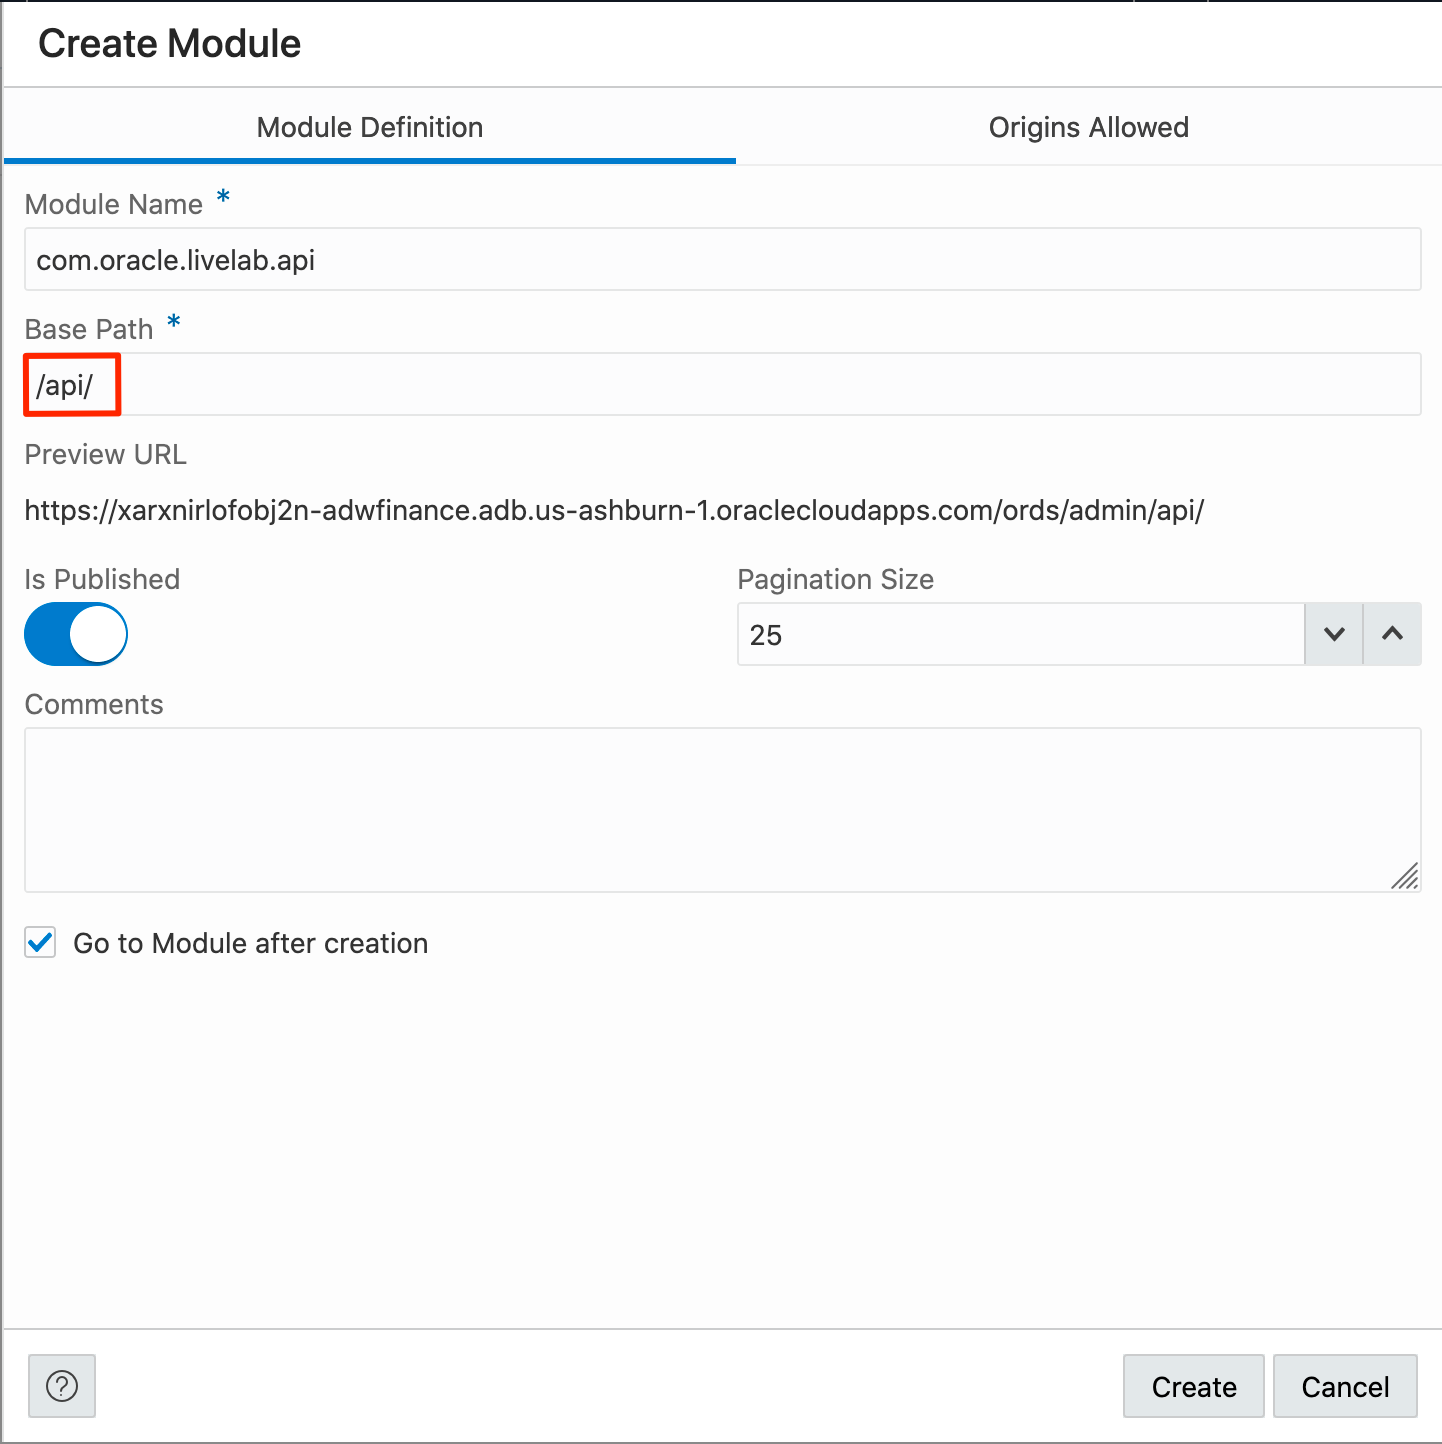 Create Module
Module Definition
Origins Allowed
Module Name *
com.oracle.livelab.api
Base Path *
/api/
Preview URL
https://xarxnirlofobj2n-adwfinance.adb.us-ashburn-1.oraclecloudapps.com/ords/admin/api/
Is Published
Pagination Size
25
Comments
Go to Module after creation
?
Create
Cancel